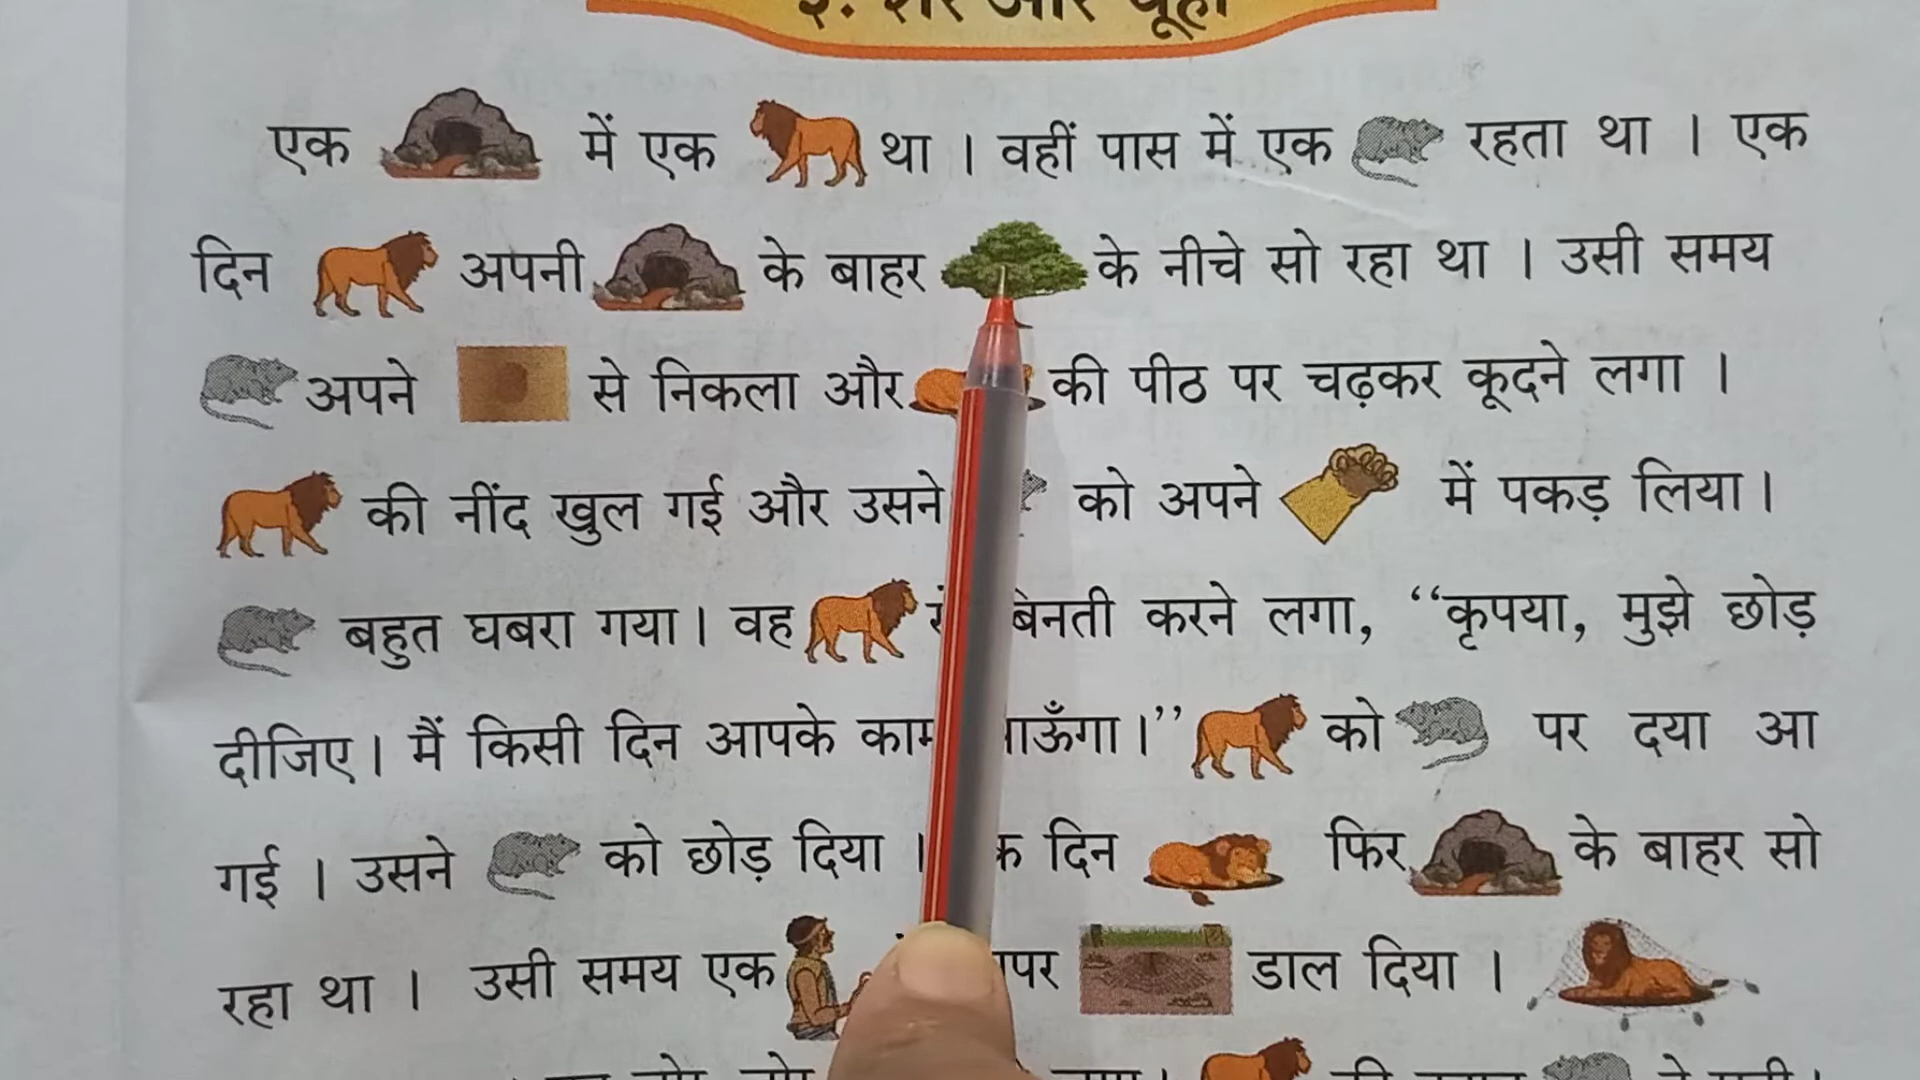 ३. शेर और चूहा
एक में एक था । वहीं पास में एक रहता था । एक
दिन अपनी के बाहर के नीचे सो रहा था । उसी समय
अपने से निकला और की पीठ पर चढ़कर कूदने लगा ।
की नींद खुल गई और उसने को अपने में पकड़ लिया।
बहुत घबरा गया। वह बिनती करने लगा, “कृपया, मुझे छोड़
दीजिए। मैं किसी दिन आपके काम आऊँगा।” को पर दया आ
गई । उसने को छोड़ दिया । दिन फिर के बाहर सो
रहा था । उसी समय एक डाल दिया ।